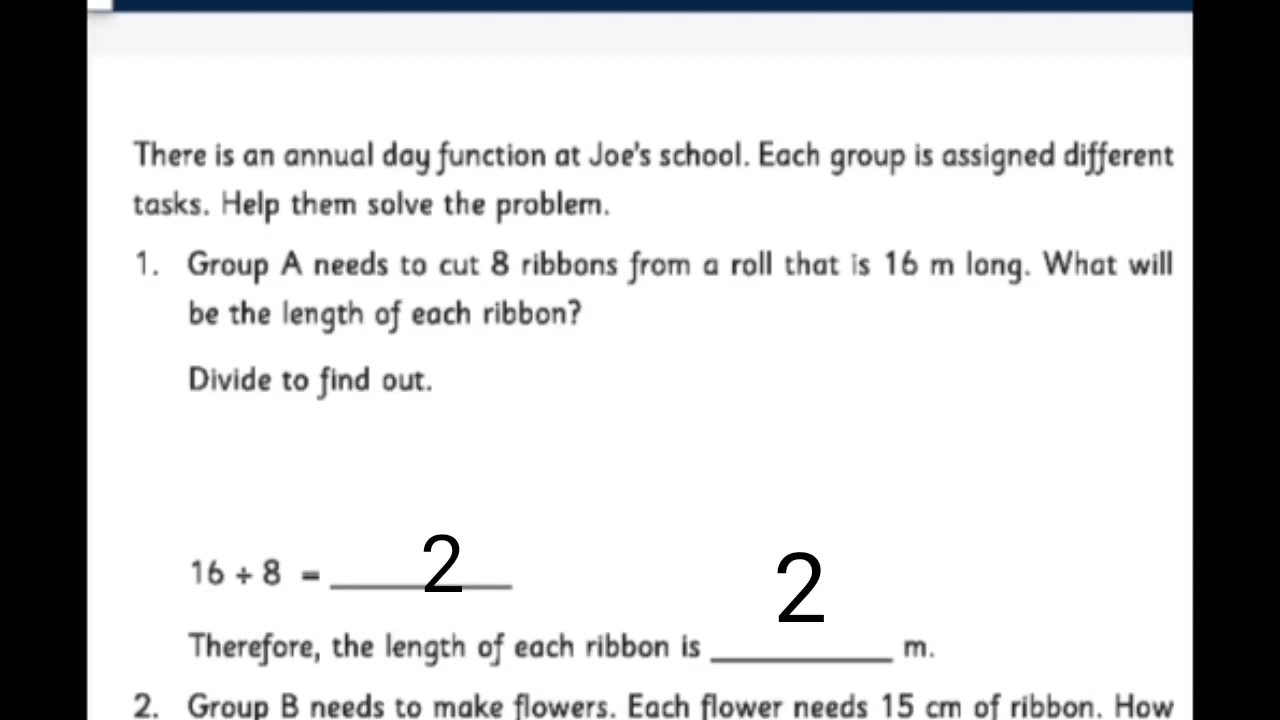 There is an annual day function at Joe's school. Each group is assigned different
tasks. Help them solve the problem.
1. Group A needs to cut 8 ribbons from a roll that is 16 m long. What will
be the length of each ribbon?
Divide to find out.
16 ÷ 8 = 2
Therefore, the length of each ribbon is 2 m.
2. Group B needs to make flowers. Each flower needs 15 cm of ribbon. How